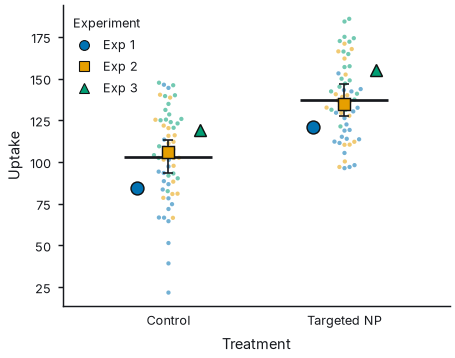 Experiment
Exp 1
Exp 2
Exp 3
175
150
125
100
75
50
25
Uptake
Control
Targeted NP
Treatment